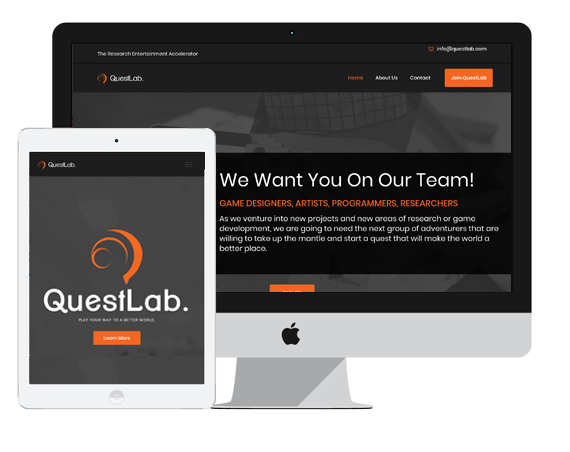 The Research Entertainment Accelerator
info@questlab.com
QuestLab.
Home
About Us
Contact
Join QuestLab
We Want You On Our Team!
GAME DESIGNERS, ARTISTS, PROGRAMMERS, RESEARCHERS
As we venture into new projects and new areas of research or game
development, we are going to need the next group of adventurers that are
willing to take up the mantle and start a quest that will make the world a
better place.
QuestLab.
QuestLab.
PLAY YOUR WAY TO A BETTER WORLD.
Learn More